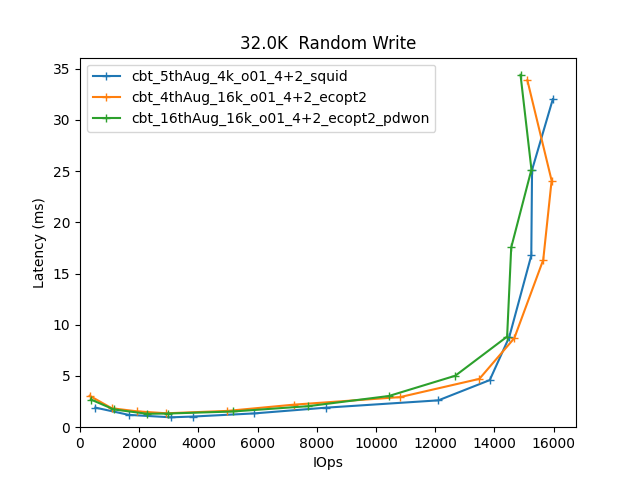 32.0K  Random Write
cbt_5thAug_4k_o01_4+2_squid
cbt_4thAug_16k_o01_4+2_ecopt2
cbt_16thAug_16k_o01_4+2_ecopt2_pdwon
Latency (ms)
35
30
25
20
15
10
5
0
0 2000 4000 6000 8000 10000 12000 14000 16000
IOps